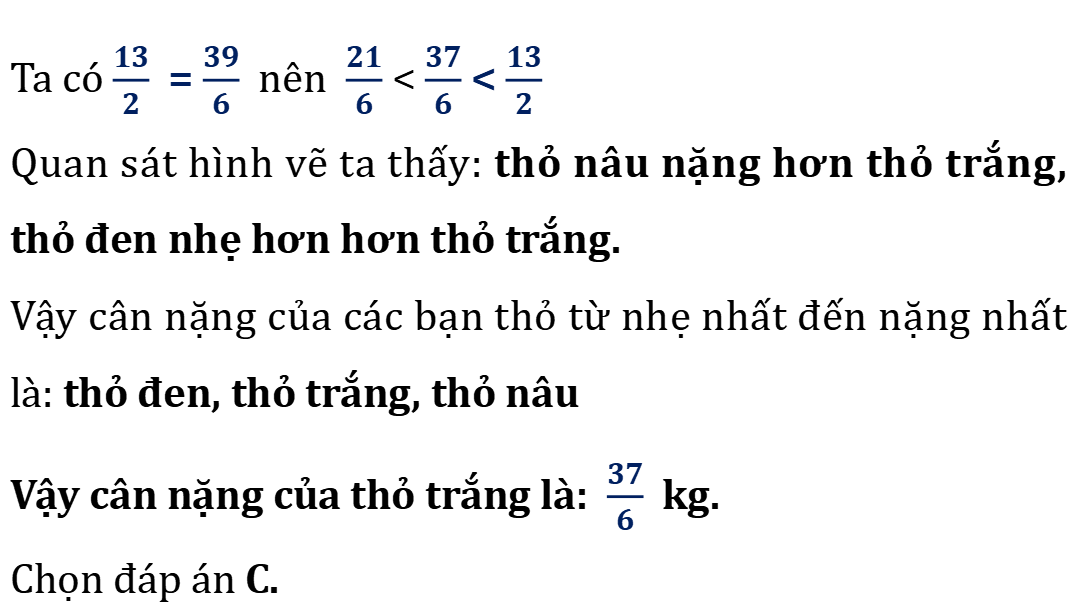 Ta có 13/2 = 39/6 nên 21/6 < 37/6 < 13/2
Quan sát hình vẽ ta thấy: thỏ nâu nặng hơn thỏ trắng,
thỏ đen nhẹ hơn hơn thỏ trắng.
Vậy cân nặng của các bạn thỏ từ nhẹ nhất đến nặng nhất
là: thỏ đen, thỏ trắng, thỏ nâu
Vậy cân nặng của thỏ trắng là: 37/6 kg.
Chọn đáp án C.